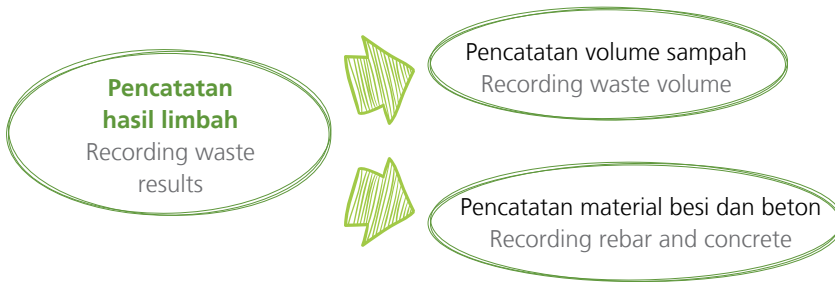 Pencatatan
hasil limbah
Recording waste
results
Pencatatan volume sampah
Recording waste volume
Pencatatan material besi dan beton
Recording rebar and concrete